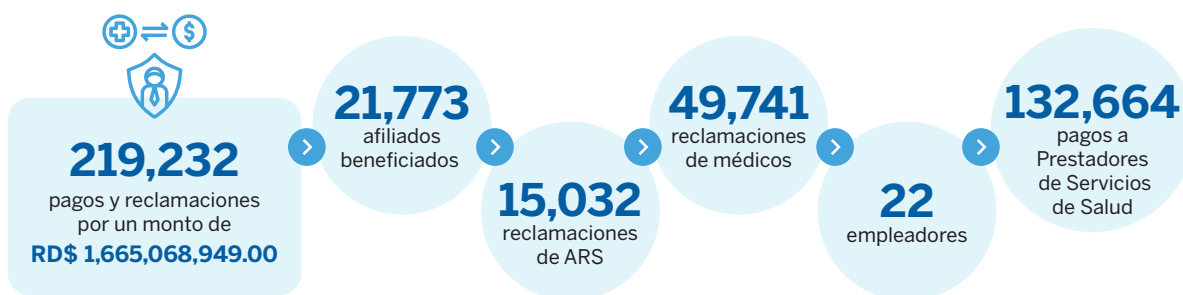 219,232
pagos y reclamaciones
por un monto de
RD$ 1,665,068,949.00
21,773
afiliados
beneficiados
15,032
reclamaciones
de ARS
49,741
reclamaciones
de médicos
22
empleadores
132,664
pagos a
Prestadores
de Servicios
de Salud